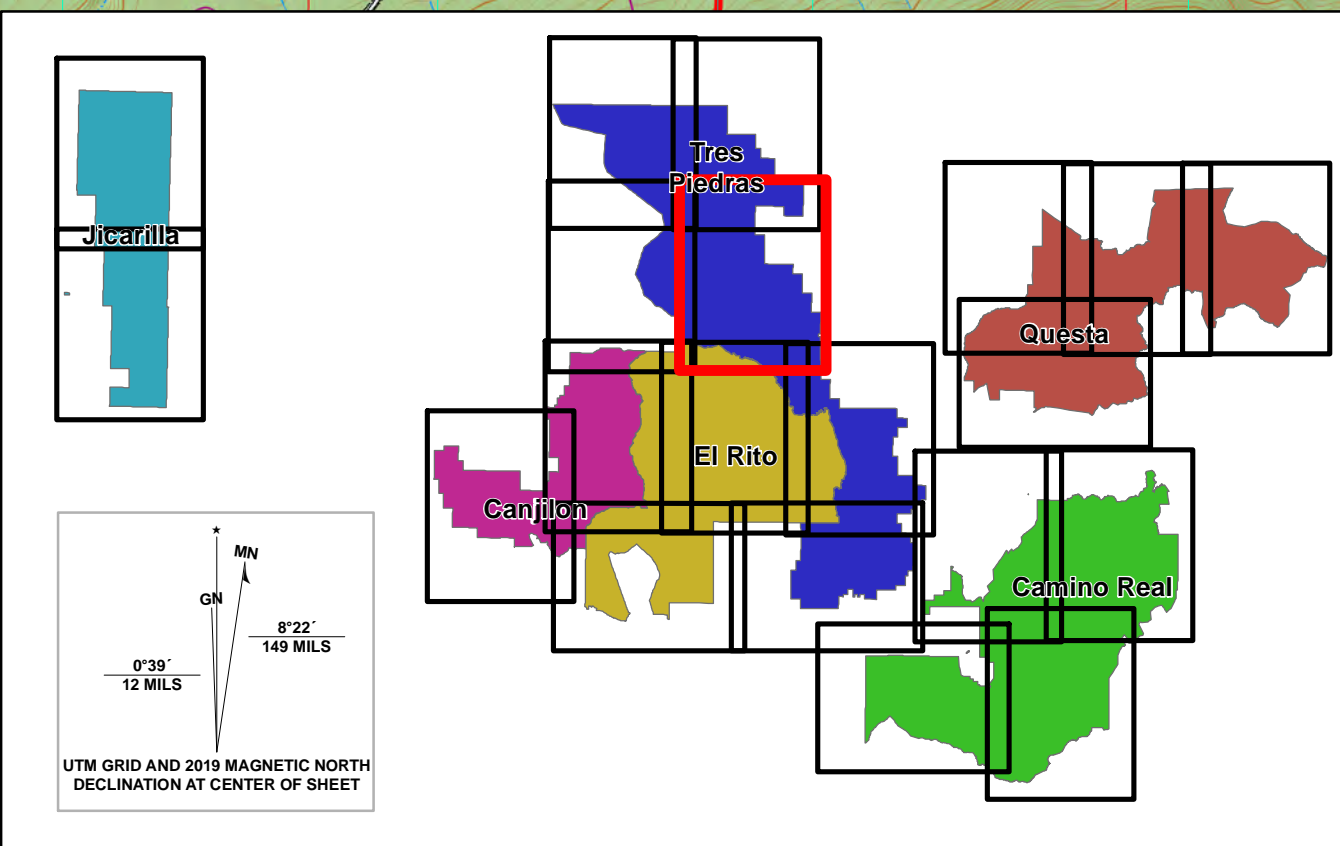 Tres
Piedras
Jicarilla
Questa
El Rito
Canjilon
Camino Real
★
MN
GN
8°22´
149 MILS
0°39´
12 MILS
UTM GRID AND 2019 MAGNETIC NORTH
DECLINATION AT CENTER OF SHEET